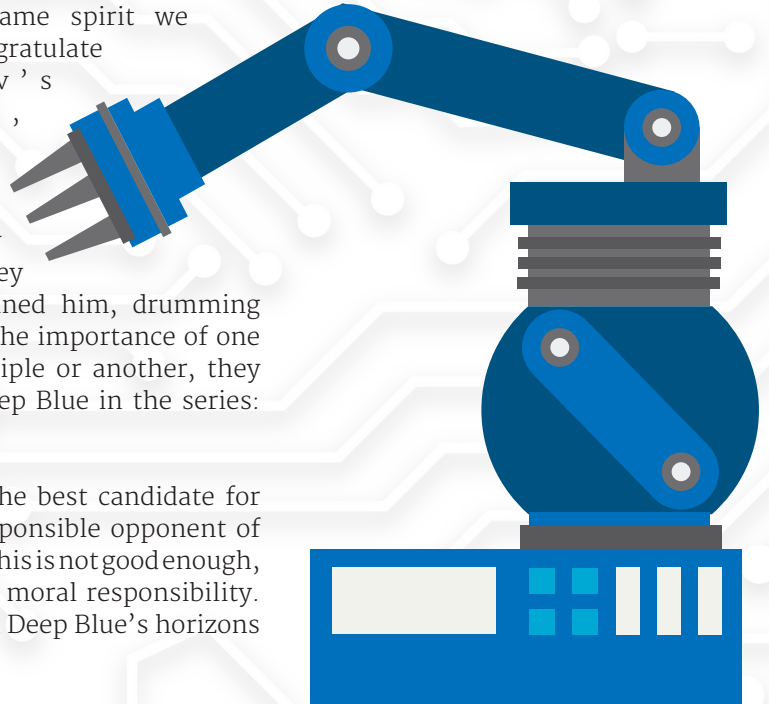 ame spirit we
gratulate
v ' s
,
ey
ned him, drumming
he importance of one
iple or another, they
ep Blue in the series:
he best candidate for
ponsible opponent of
his is not good enough,
moral responsibility.
Deep Blue's horizons